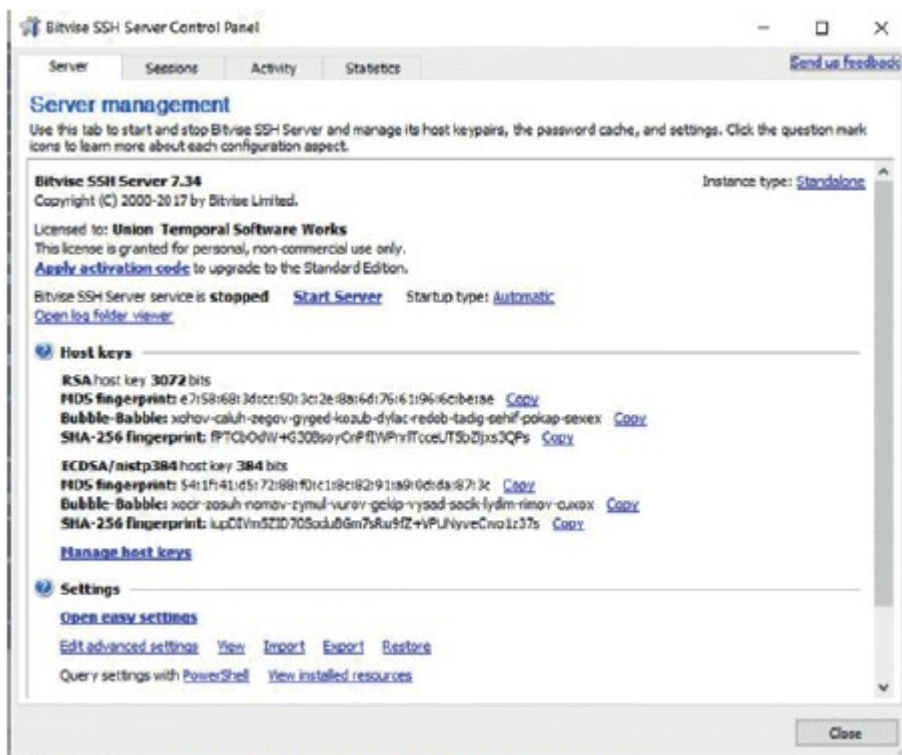 Bitvise SSH Server Control Panel
Server Sessions Activity Statistics Send us feedback
Server management
Use this tab to start and stop Bitvise SSH Server and manage its host keypairs, the password cache, and settings. Click the question mark
icons to learn more about each configuration aspect.
Bitvise SSH Server 7.34 Instance type: Standalone
Copyright (C) 2000-2017 by Bitvise Limited.
Licensed to: Union Temporal Software Works
This license is granted for personal, non-commercial use only.
Apply activation code to upgrade to the Standard Edition.
Bitvise SSH Server service is stopped Start Server Startup type: Automatic
Open log folder viewer
Host keys
RSA host key 3072 bits
MD5 fingerprint: Copy
Bubble-Babble: Copy
SHA-256 fingerprint: Copy
ECDSA/nistp384 host key 384 bits
MD5 fingerprint: Copy
Bubble-Babble: Copy
SHA-256 fingerprint: Copy
Manage host keys
Settings
Open easy settings
Edit advanced settings View Import Export Restore
Query settings with PowerShell View installed resources
Close